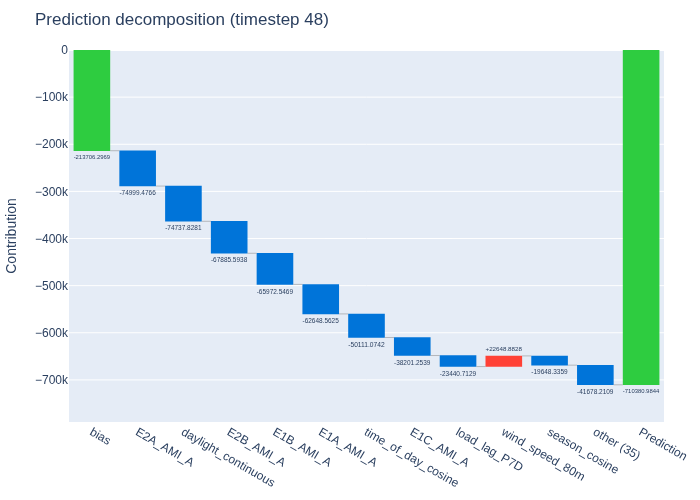 Prediction decomposition (timestep 48)
Contribution
0
−100k
−200k
−300k
−400k
−500k
−600k
−700k
-213706.2969
-74999.4766
-74737.8281
-67885.5938
-65972.5469
-62648.5625
-50111.0742
-38201.2539
-23440.7129
+22648.8828
-19648.3359
-41678.2109
-710380.9844
bias
E2A_AMI_A
daylight_continuous
E2B_AMI_A
E1B_AMI_A
E1A_AMI_A
time_of_day_cosine
E1C_AMI_A
load_lag_P7D
wind_speed_80m
season_cosine
other (35)
Prediction